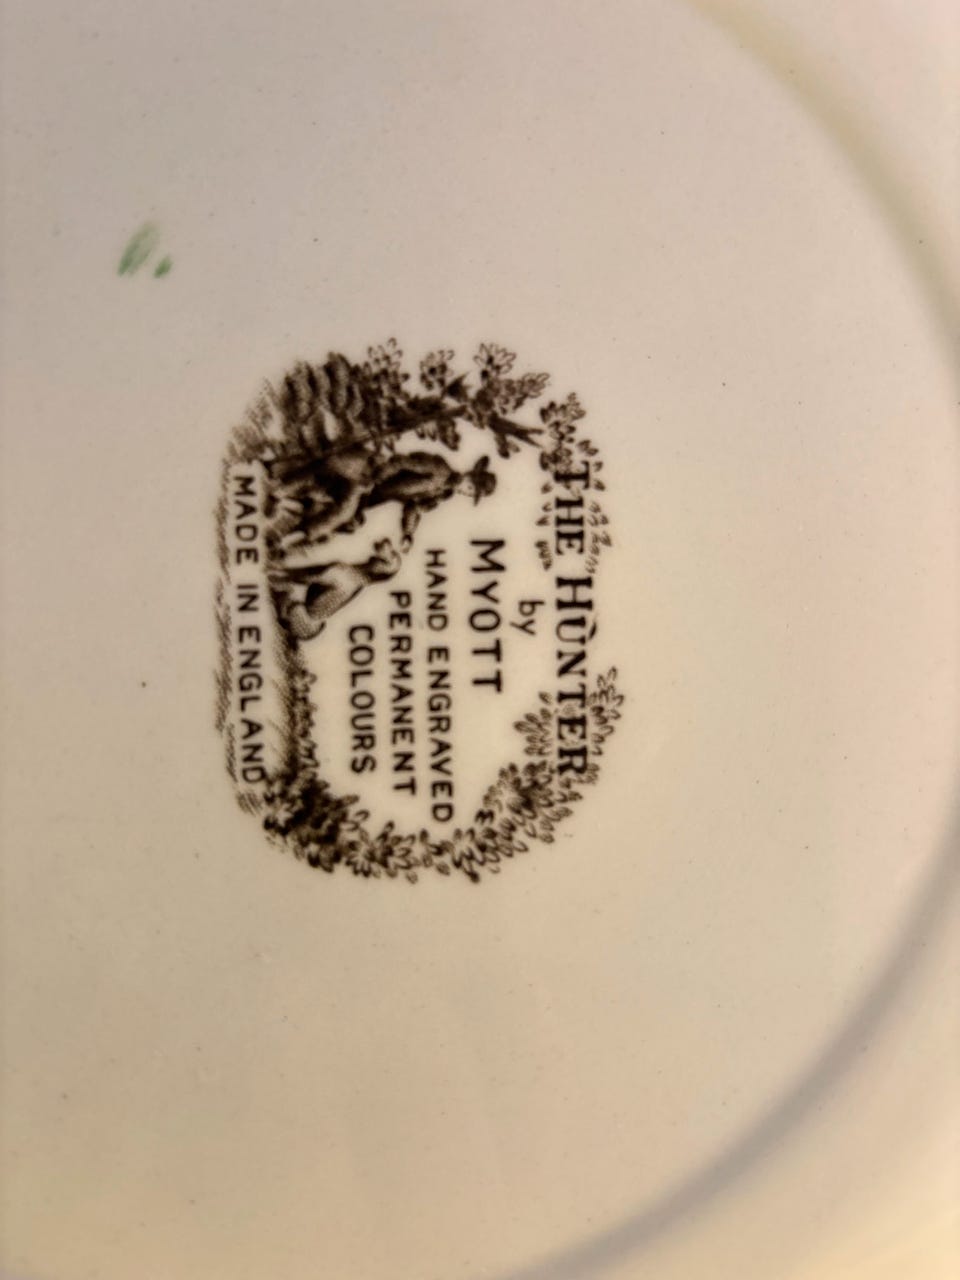 THE HUNTER
by
MYOTT
HAND ENGRAVED
PERMANENT
COLOURS
MADE IN ENGLAND